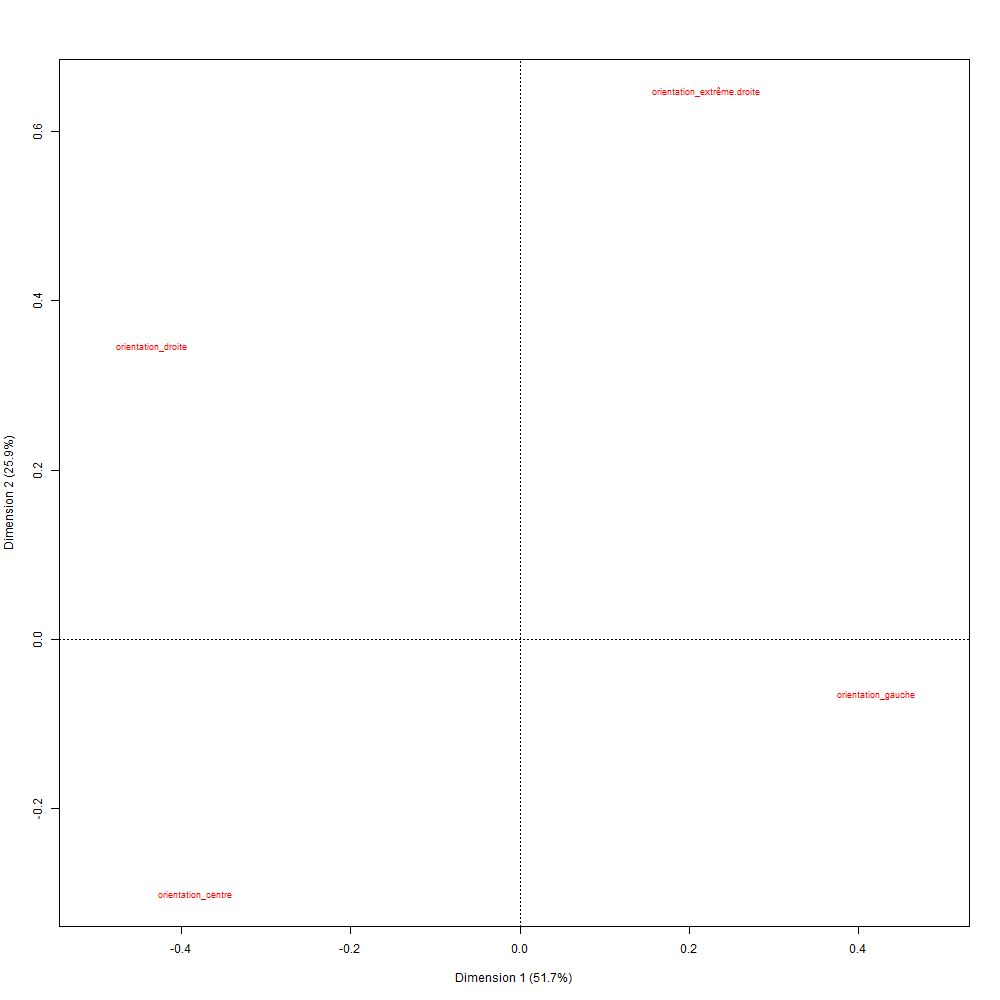 orientation_extrême.droite
0.6
0.4
orientation_droite
Dimension 2 (25.9%)
0.2
0.0
orientation_gauche
-0.2
orientation_centre
-0.4 -0.2 0.0 0.2 0.4
Dimension 1 (51.7%)